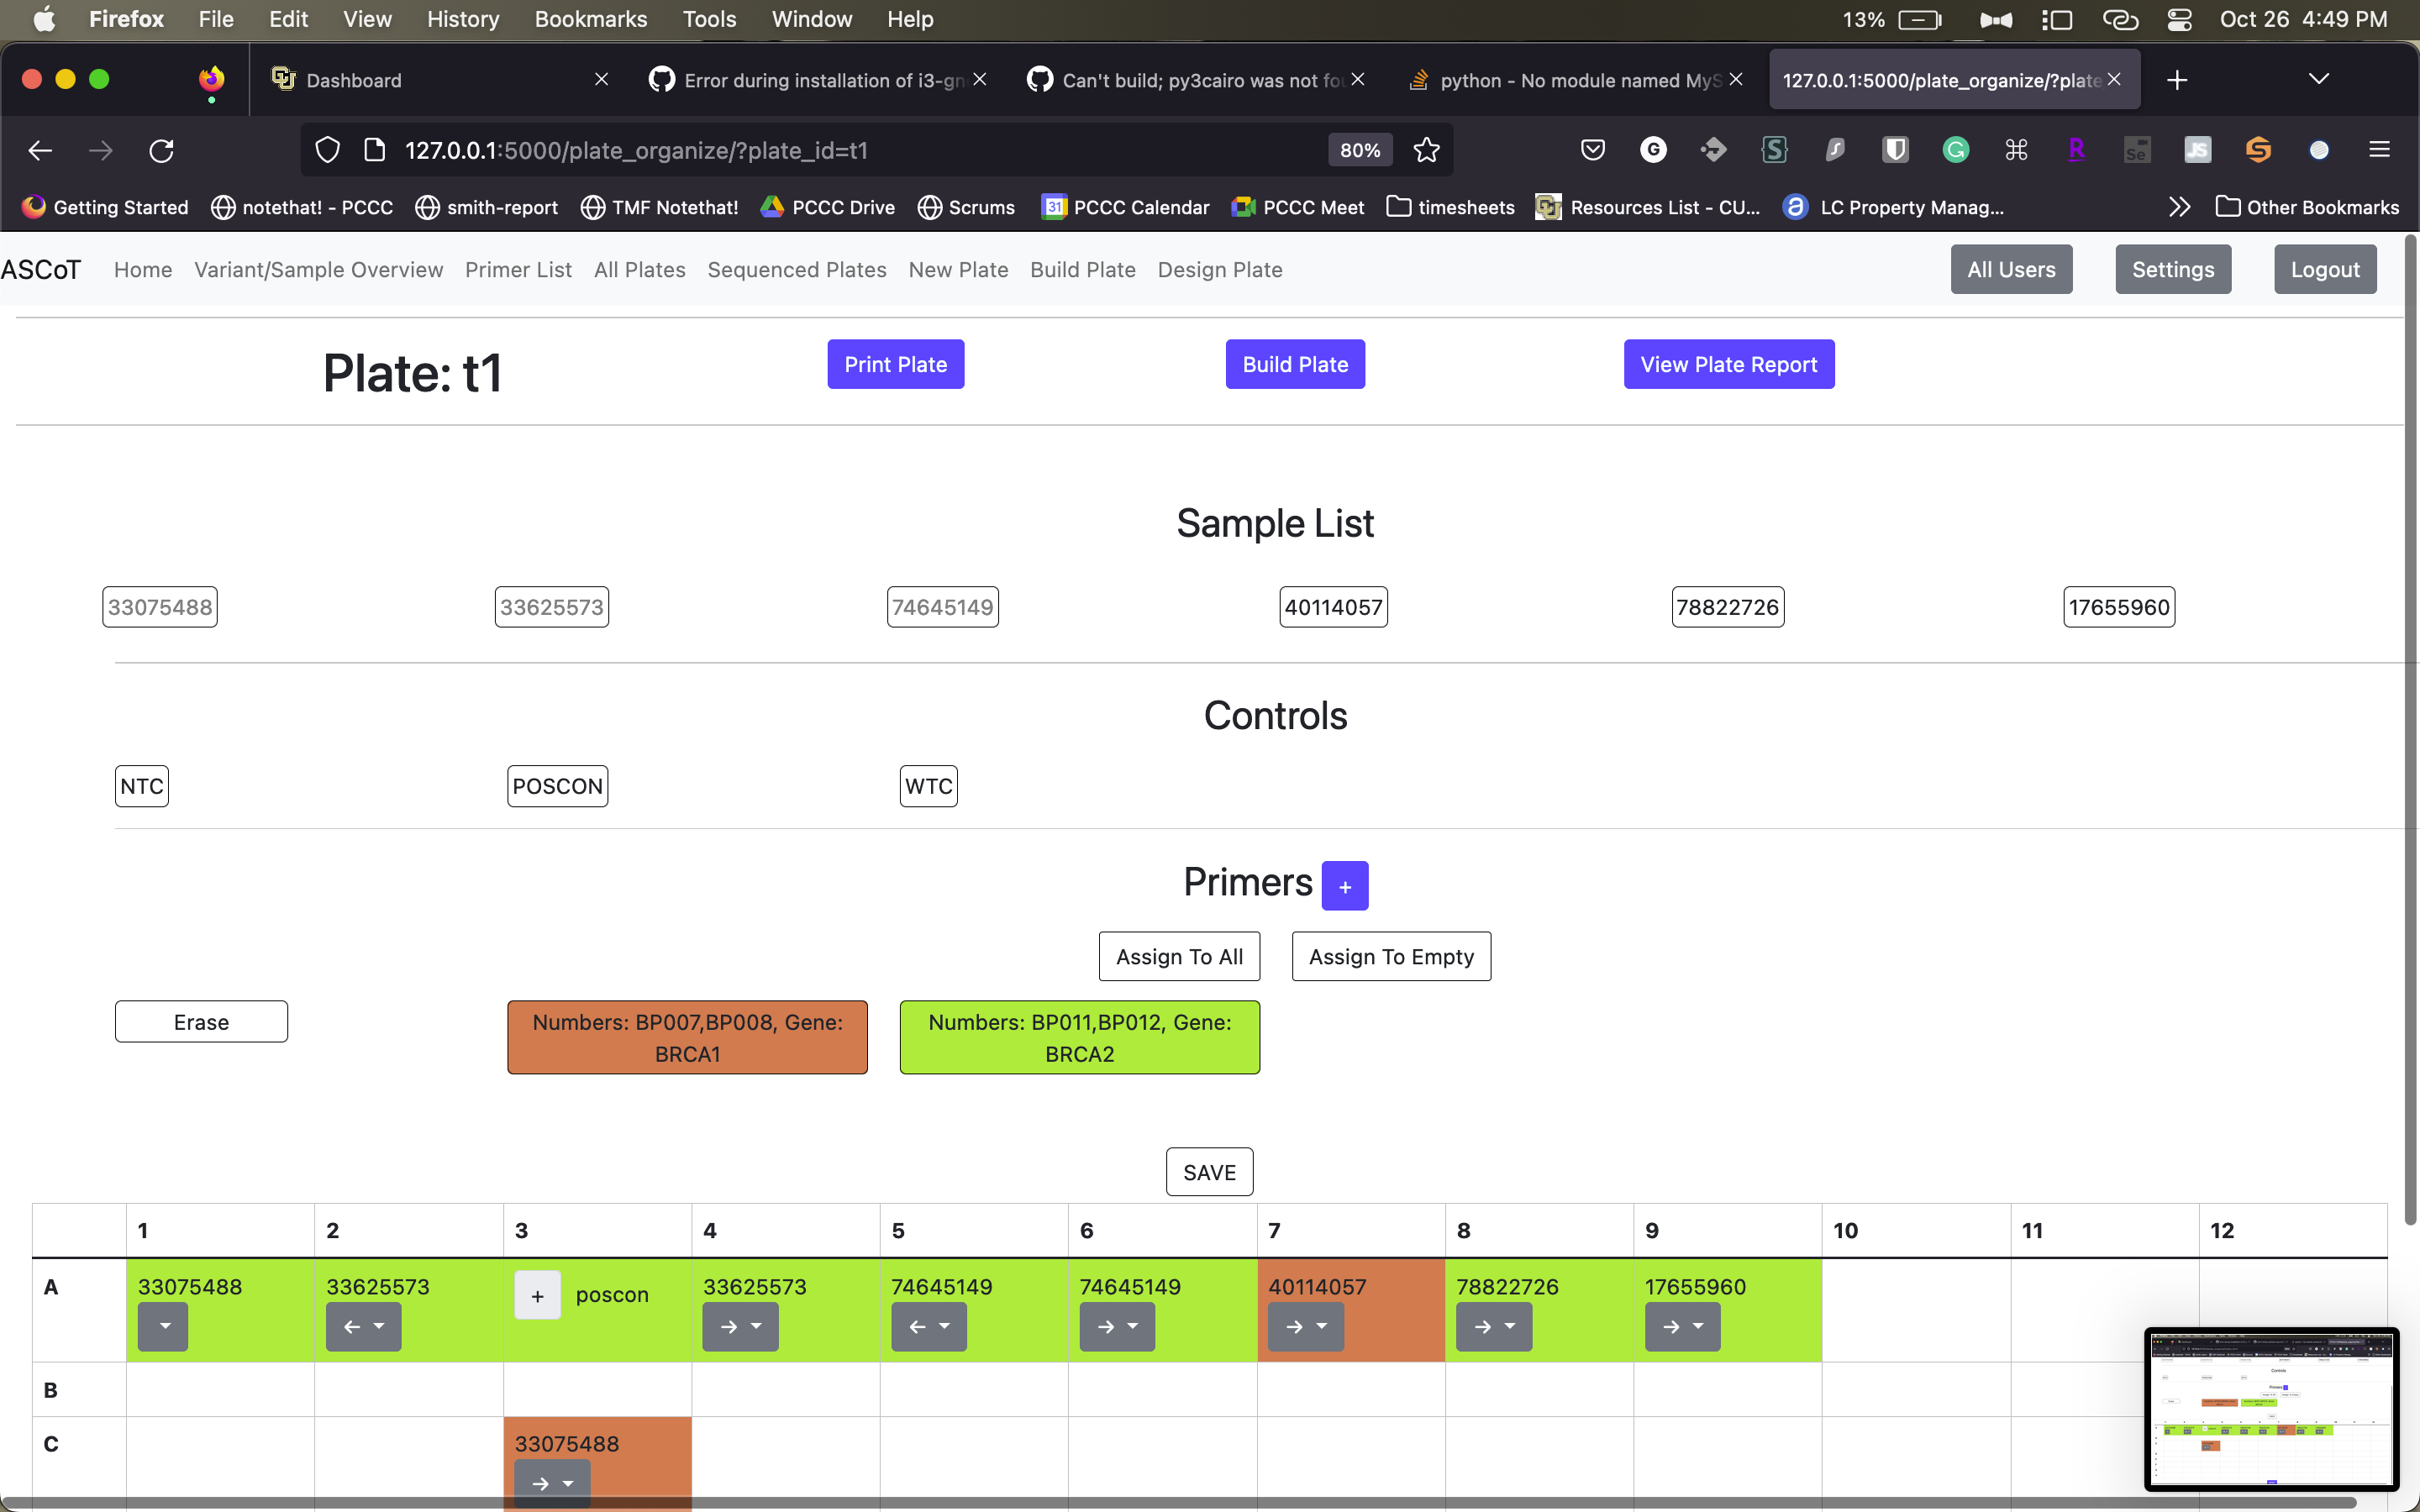 Firefox File Edit View History Bookmarks Tools Window Help 13% Oct 26 4:49 PM
Dashboard Error during installation of i3-gn Can't build; py3cairo was not fou python - No module named MyS 127.0.0.1:5000/plate_organize/?plate
127.0.0.1:5000/plate_organize/?plate_id=t1 80%
Getting Started notethat! - PCCC smith-report TMF Notethat! PCCC Drive Scrums 31 PCCC Calendar PCCC Meet timesheets Resources List - CU... LC Property Manag... Other Bookmarks
ASCoT Home Variant/Sample Overview Primer List All Plates Sequenced Plates New Plate Build Plate Design Plate All Users Settings Logout
Plate: t1 Print Plate Build Plate View Plate Report
Sample List
33075488 33625573 74645149 40114057 78822726 17655960
Controls
NTC POSCON WTC
Primers +
Assign To All Assign To Empty
Erase Numbers: BP007,BP008, Gene: Numbers: BP011,BP012, Gene:
BRCA1 BRCA2
SAVE
1 2 3 4 5 6 7 8 9 10 11 12
A 33075488 33625573 + poscon 33625573 74645149 74645149 40114057 78822726 17655960
← → ← → → → →
B
C 33075488
→